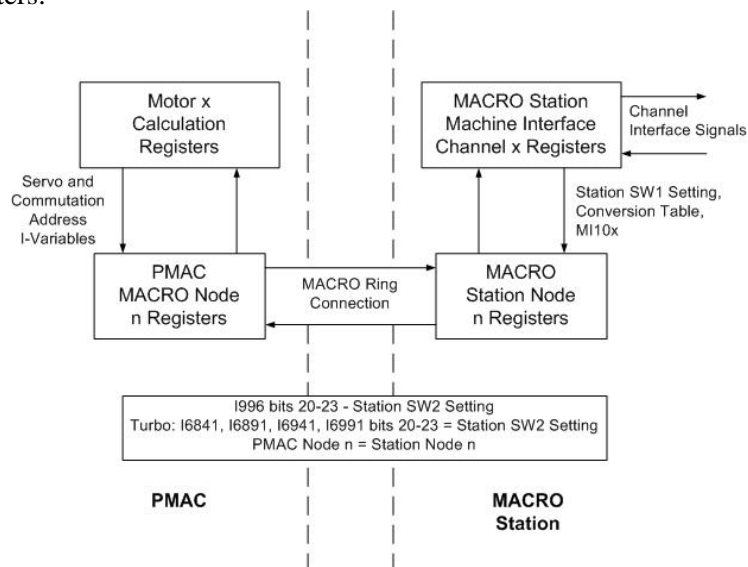 Motor x
Calculation
Registers
MACRO Station
Machine Interface
Channel x Registers
Channel
Interface Signals
Servo and
Commutation
Address
I-Variables
Station SW1 Setting,
Conversion Table,
MI10x
PMAC
MACRO Node
n Registers
MACRO Ring
Connection
MACRO
Station Node
n Registers
I996 bits 20-23 - Station SW2 Setting
Turbo: I6841, I6891, I6941, I6991 bits 20-23 = Station SW2 Setting
PMAC Node n = Station Node n
PMAC
MACRO
Station